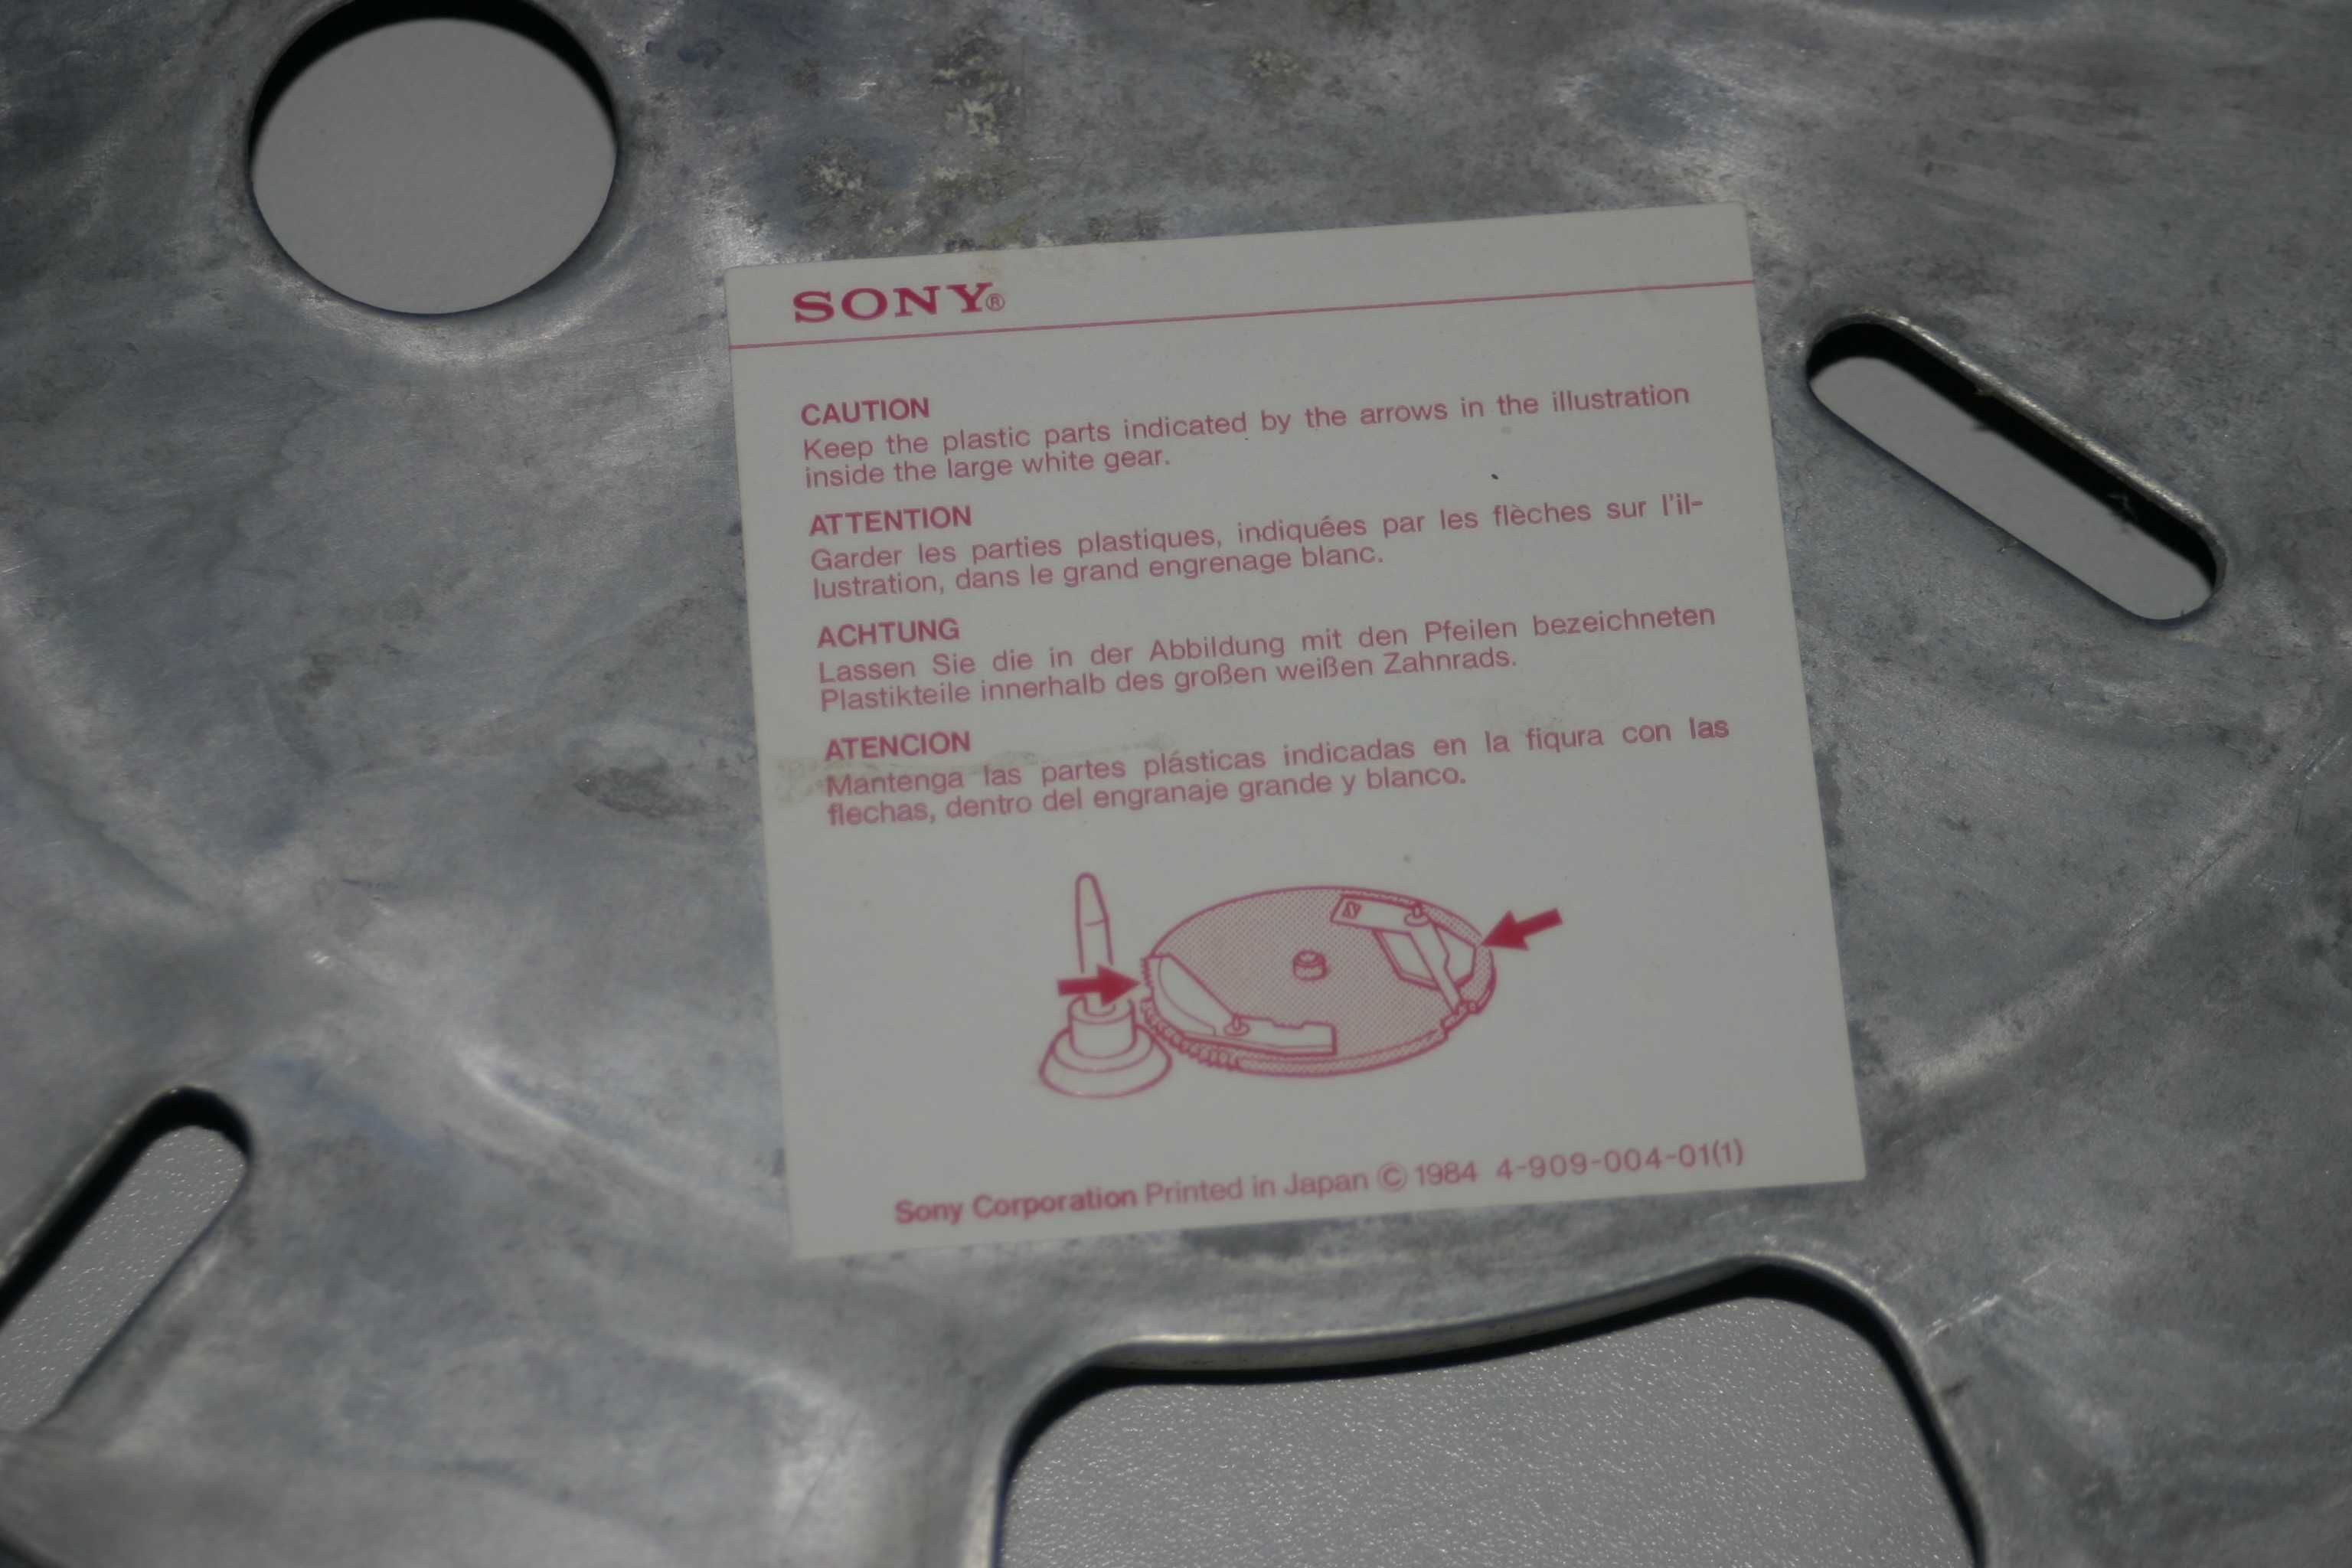 SONY®
CAUTION
Keep the plastic parts indicated by the arrows in the illustration
inside the large white gear.
ATTENTION
Garder les parties plastiques, indiquées par les flèches sur l'il-
lustration, dans le grand engrenage blanc.
ACHTUNG
Lassen Sie die in der Abbildung mit den Pfeilen bezeichneten
Plastikteile innerhalb des großen weißen Zahnrads.
ATENCION
Mantenga las partes plásticas indicadas en la fiqura con las
flechas, dentro del engranaje grande y blanco.
Sony Corporation Printed in Japan © 1984 4-909-004-01(1)